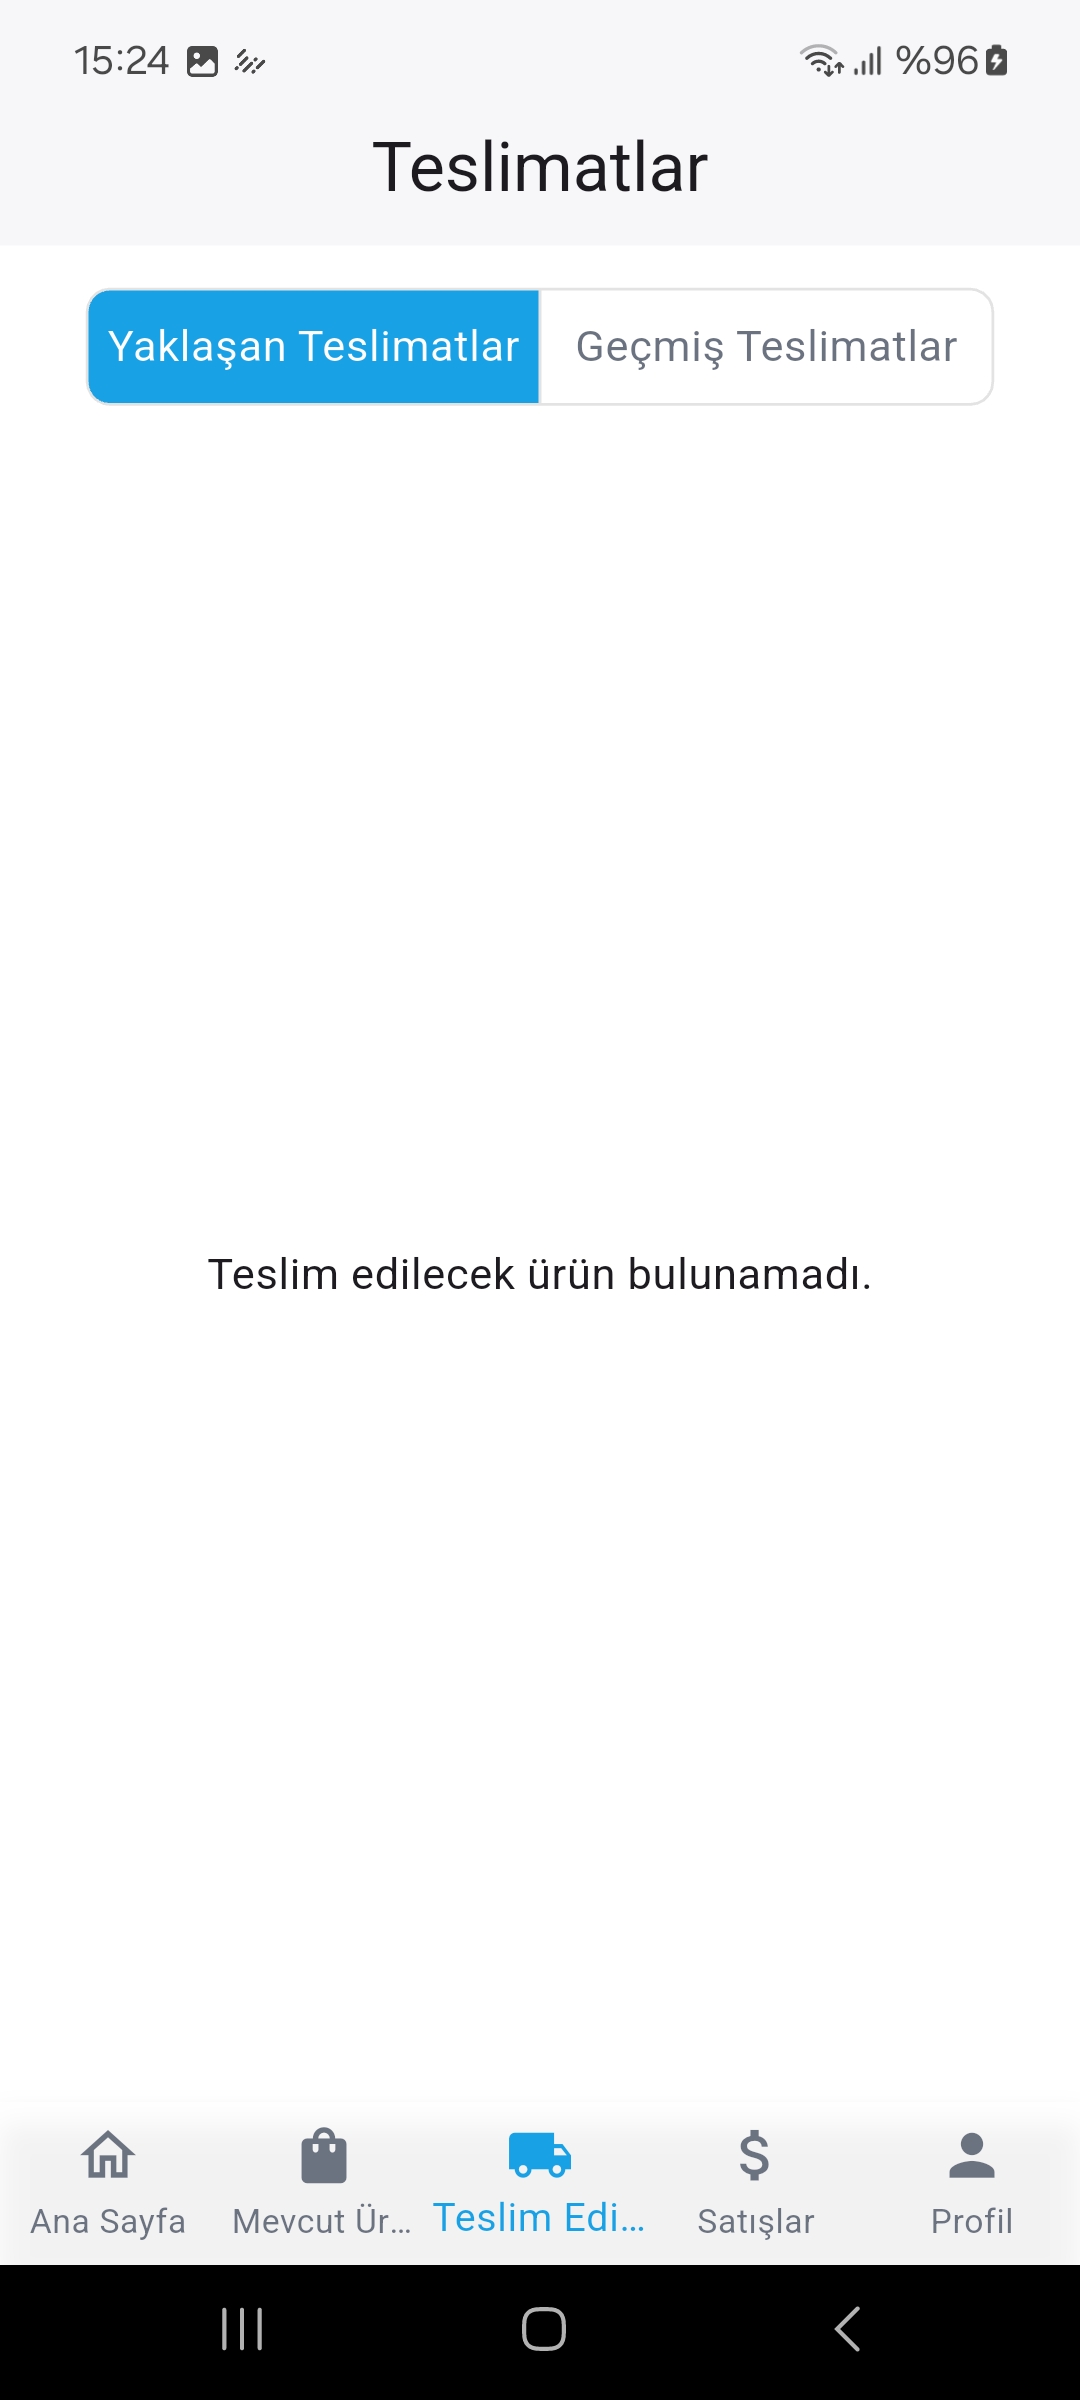 15:24 %96
Teslimatlar
Yaklaşan Teslimatlar Geçmiş Teslimatlar
Teslim edilecek ürün bulunamadı.
Ana Sayfa Mevcut Ür... Teslim Edi... Satışlar Profil